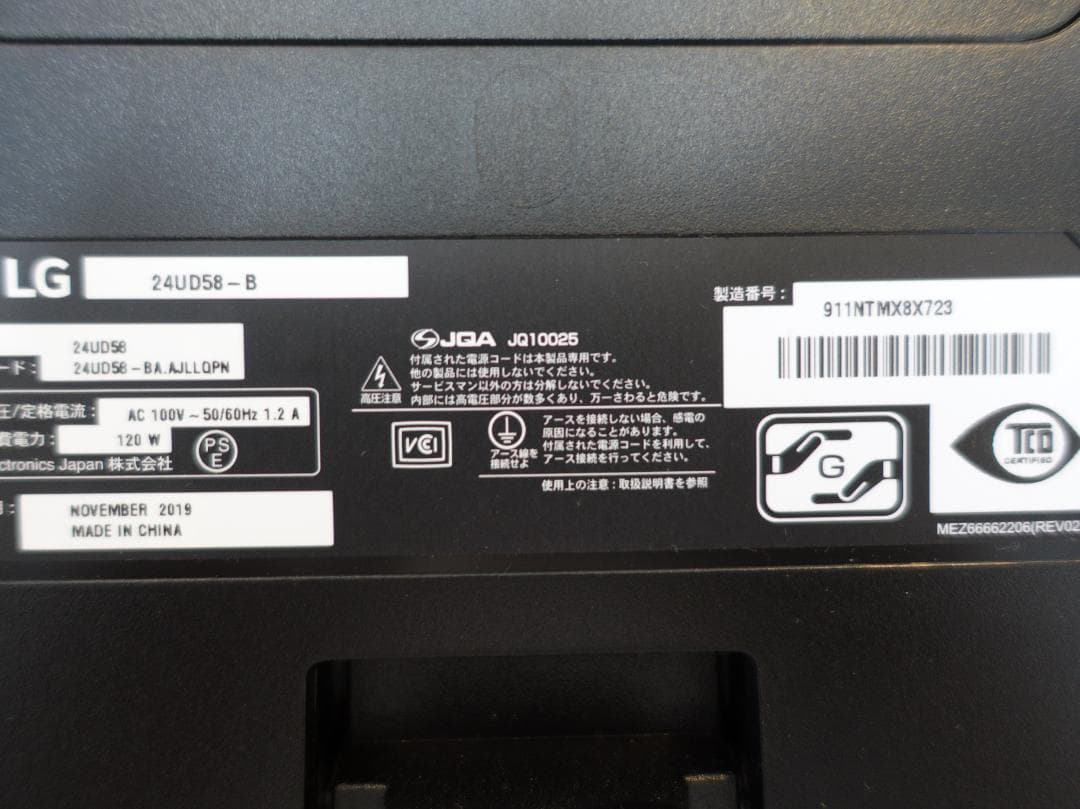 LG
24UD58-B
24UD58
ード:
24UD58-BA.AJLLQPN
圧/定格電流:
AC 100V~50/60Hz 1.2 A
費電力:
120 W
PS
E
ctronics Japan 株式会社
NOVEMBER 2019
MADE IN CHINA
JQA JQ10025
高圧注意
付属された電源コードは本製品専用です。
他の製品には使用しないでください。
サービスマン以外の方は分解しないでください。
内部には高電圧部分が数多くあり、万一さわると危険です。
VCI
アース線を
接続せよ
アースを接続しない場合、感電の
原因になることがあります。
付属された電源コードを利用して、
アース接続を行ってください。
使用上の注意:取扱説明書を参照
製造番号:
911NTMX8X723
G
TCO
CERTIFIED
MEZ66662206(REV02